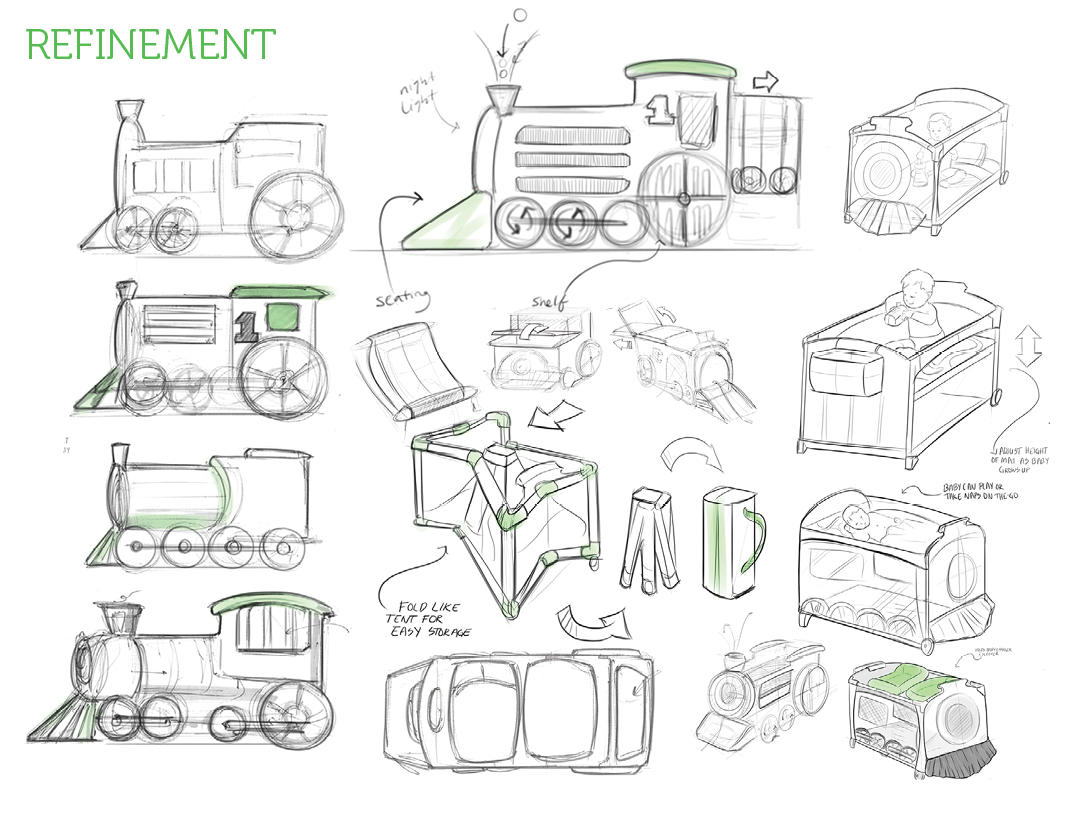 REFINEMENT
night
Light
1
seating
shelf
1
ADJUST HEIGHT
OF MAT AS BABY
GROWS UP
BABY CAN PLAY OR
TAKE NAPS ON-THE-GO
FOLD LIKE
TENT FOR
EASY STORAGE